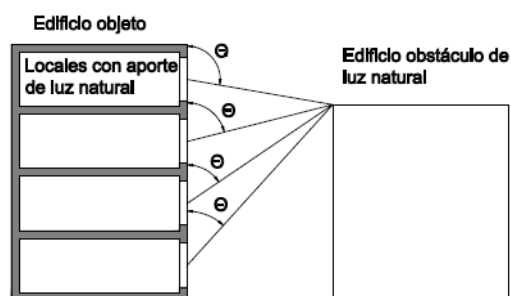 Edificio objeto
Edificio obstáculo de
luz natural
Locales con aporte
de luz natural
Θ
Θ
Θ
Θ